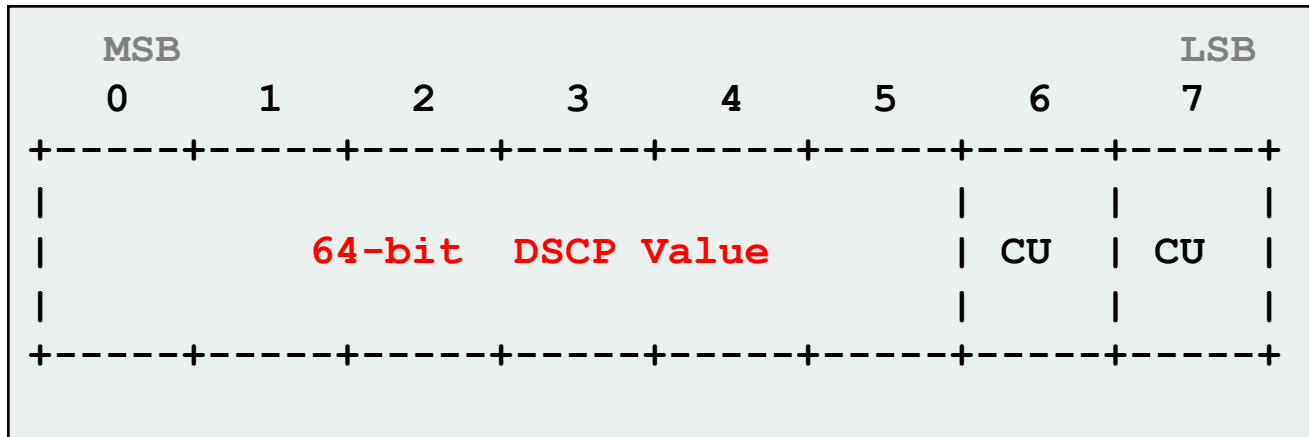 MSB LSB
0 1 2 3 4 5 6 7
+-----+-----+-----+-----+-----+-----+-----+-----+
| | | |
| 64-bit DSCP Value | CU | CU |
| | | |
+-----+-----+-----+-----+-----+-----+-----+-----+